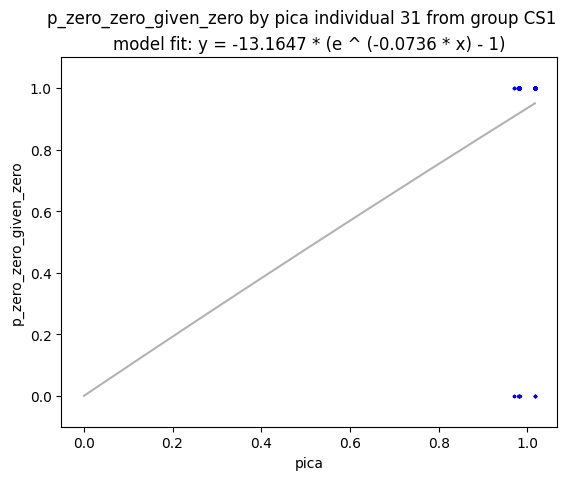 p_zero_zero_given_zero by pica individual 31 from group CS1
model fit: y = -13.1647 * (e ^ (-0.0736 * x) - 1)
1.0
0.8
0.6
0.4
0.2
0.0
p_zero_zero_given_zero
0.0 0.2 0.4 0.6 0.8 1.0
pica